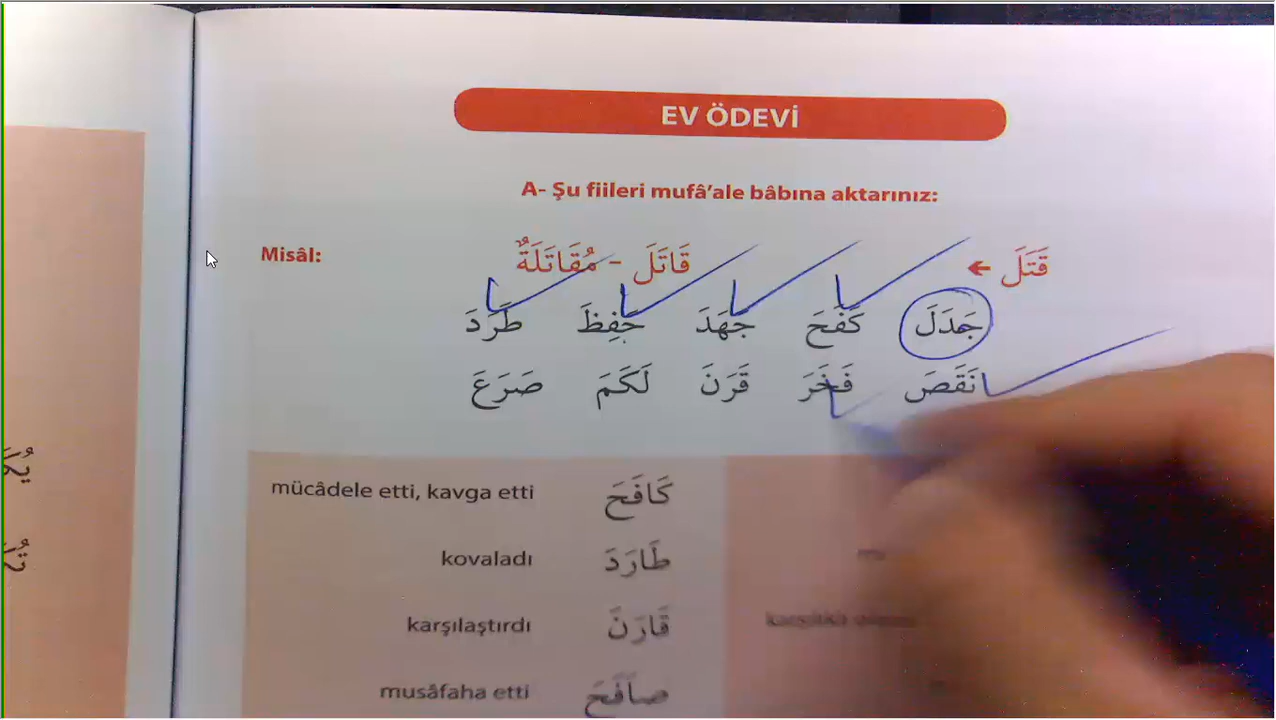 EV ÖDEVİ
A- Şu fiileri mufâ'ale bâbına aktarınız:
Misâl: قَتَلَ ← قَاتَلَ – مُقَاتَلَةٌ
جَدَلَ كَفَحَ جَهَدَ حَفِظَ طَرَدَ
نَقَصَ فَخَرَ قَرَنَ لَكَمَ صَرَعَ
كَافَحَ mücâdele etti, kavga etti
طَارَدَ kovaladı
قَارَنَ karşılaştırdı
صَافَحَ musâfaha etti